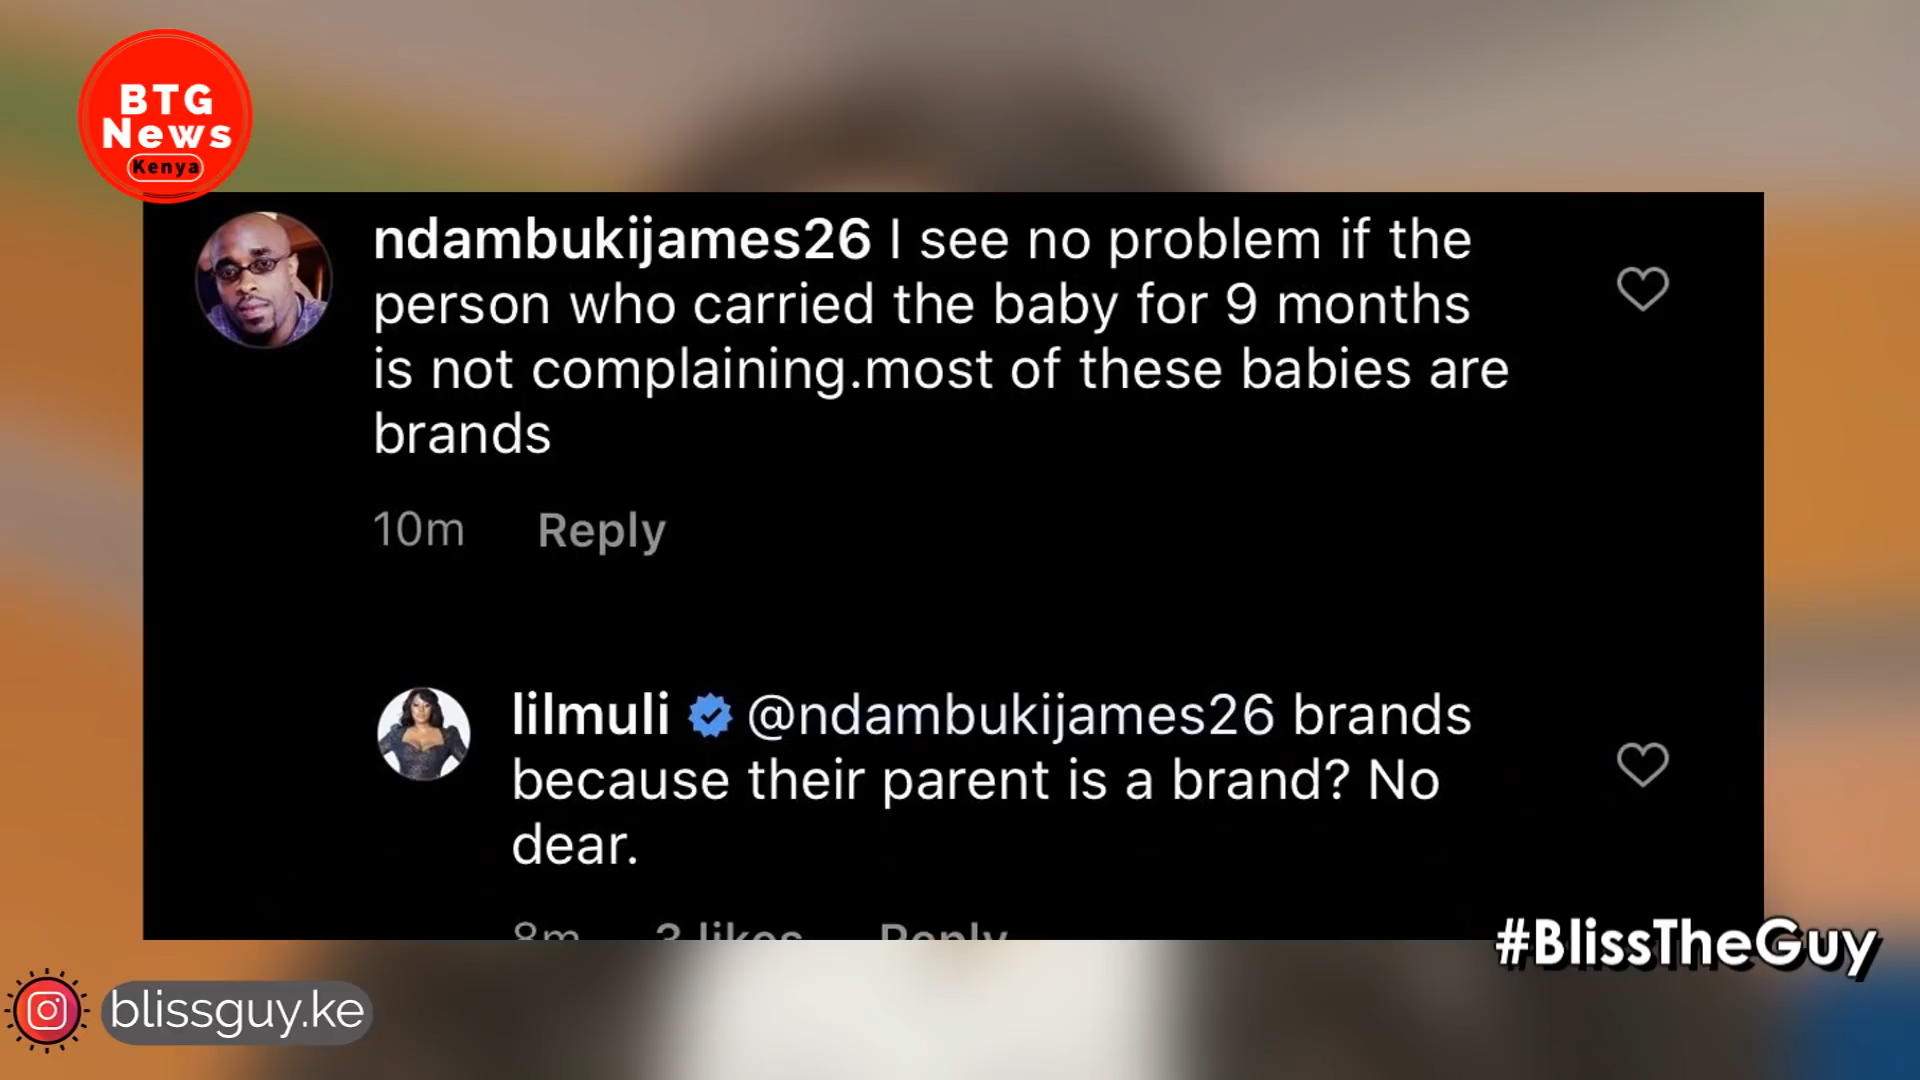 BTG
News
Kenya
ndambukijames26 I see no problem if the
person who carried the baby for 9 months
is not complaining.most of these babies are
brands
10m Reply
lilmuli @ndambukijames26 brands
because their parent is a brand? No
dear.
8m 3 likes Reply
#BlissTheGuy
blissguy.ke